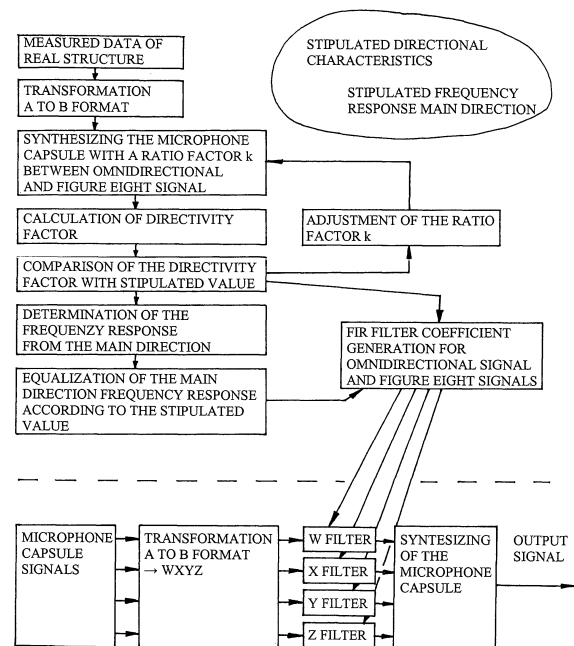 MEASURED DATA OF
REAL STRUCTURE
TRANSFORMATION
A TO B FORMAT
SYNTHESIZING THE MICROPHONE
CAPSULE WITH A RATIO FACTOR k
BETWEEN OMNIDIRECTIONAL
AND FIGURE EIGHT SIGNAL
CALCULATION OF DIRECTIVITY
FACTOR
COMPARISON OF THE DIRECTIVITY
FACTOR WITH STIPULATED VALUE
DETERMINATION OF THE
FREQUENZY RESPONSE
FROM THE MAIN DIRECTION
EQUALIZATION OF THE MAIN
DIRECTION FREQUENCY RESPONSE
ACCORDING TO THE STIPULATED
VALUE
STIPULATED DIRECTIONAL
CHARACTERISTICS
STIPULATED FREQUENCY
RESPONSE MAIN DIRECTION
ADJUSTMENT OF THE RATIO
FACTOR k
FIR FILTER COEFFICIENT
GENERATION FOR
OMNIDIRECTIONAL SIGNAL
AND FIGURE EIGHT SIGNALS
MICROPHONE
CAPSULE
SIGNALS
TRANSFORMATION
A TO B FORMAT
→ WXYZ
W FILTER
X FILTER
Y FILTER
Z FILTER
SYNTESIZING
OF THE
MICROPHONE
CAPSULE
OUTPUT
SIGNAL